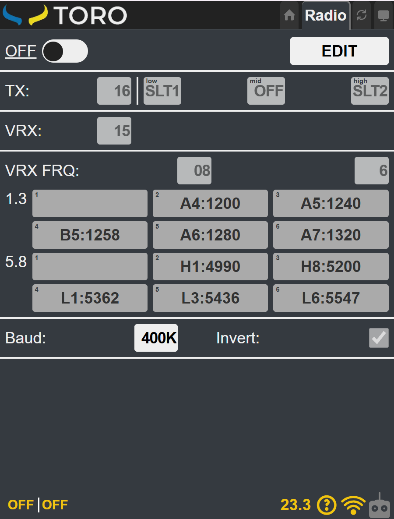 TORO Radio
OFF EDIT
TX: 16 low SLT1 mid OFF high SLT2
VRX: 15
VRX FRQ: 08 6
1.3 1 2 A4:1200 3 A5:1240
4 B5:1258 5 A6:1280 6 A7:1320
5.8 1 2 H1:4990 3 H8:5200
4 L1:5362 5 L3:5436 6 L6:5547
Baud: 400K Invert:
OFF|OFF 23.3 ?